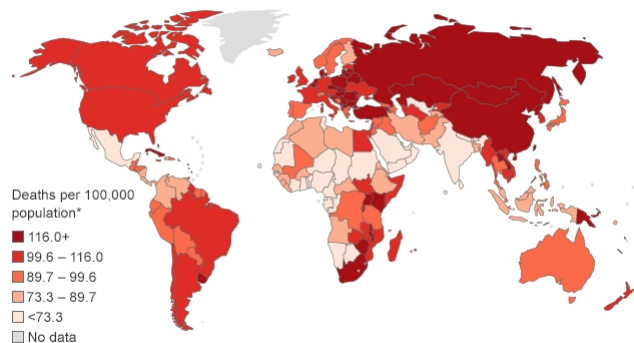 Deaths per 100,000
population*
116.0+
99.6 – 116.0
89.7 – 99.6
73.3 – 89.7
<73.3
No data